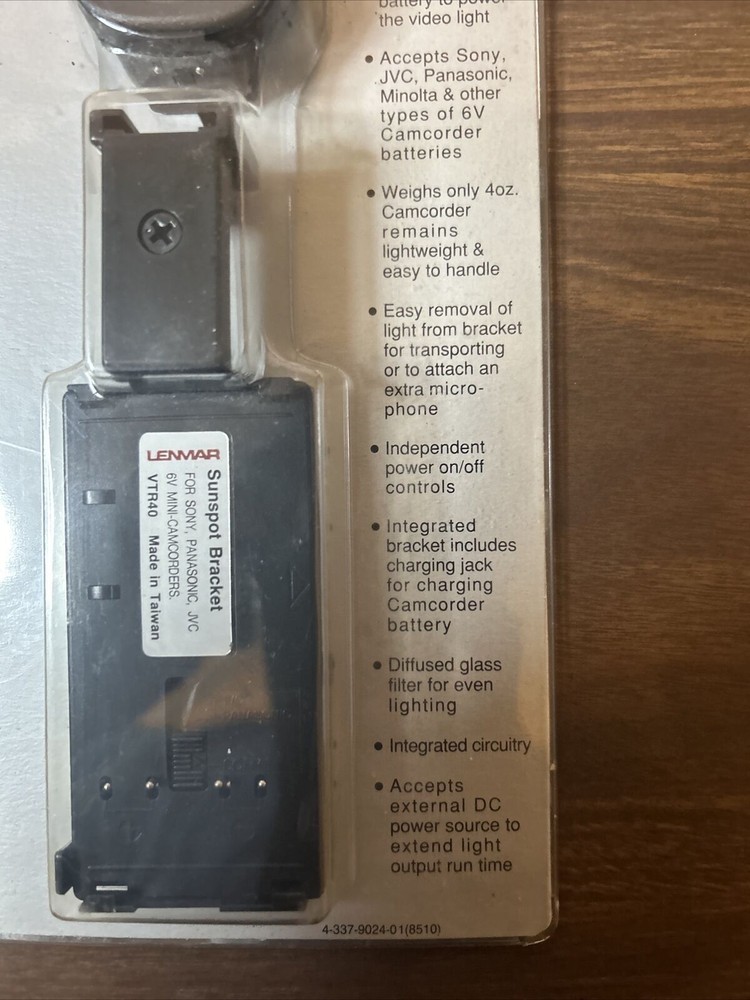 battery to power
the video light
• Accepts Sony,
JVC, Panasonic,
Minolta & other
types of 6V
Camcorder
batteries
• Weighs only 4oz.
Camcorder
remains
lightweight &
easy to handle
• Easy removal of
light from bracket
for transporting
or to attach an
extra micro-
phone
• Independent
power on/off
controls
• Integrated
bracket includes
charging jack
for charging
Camcorder
battery
• Diffused glass
filter for even
lighting
• Integrated circuitry
• Accepts
external DC
power source to
extend light
output run time
4-337-9024-01(8510)
LENMAR
Sunspot Bracket
FOR SONY, PANASONIC, JVC
6V MINI-CAMCORDERS.
VTR40 Made in Taiwan